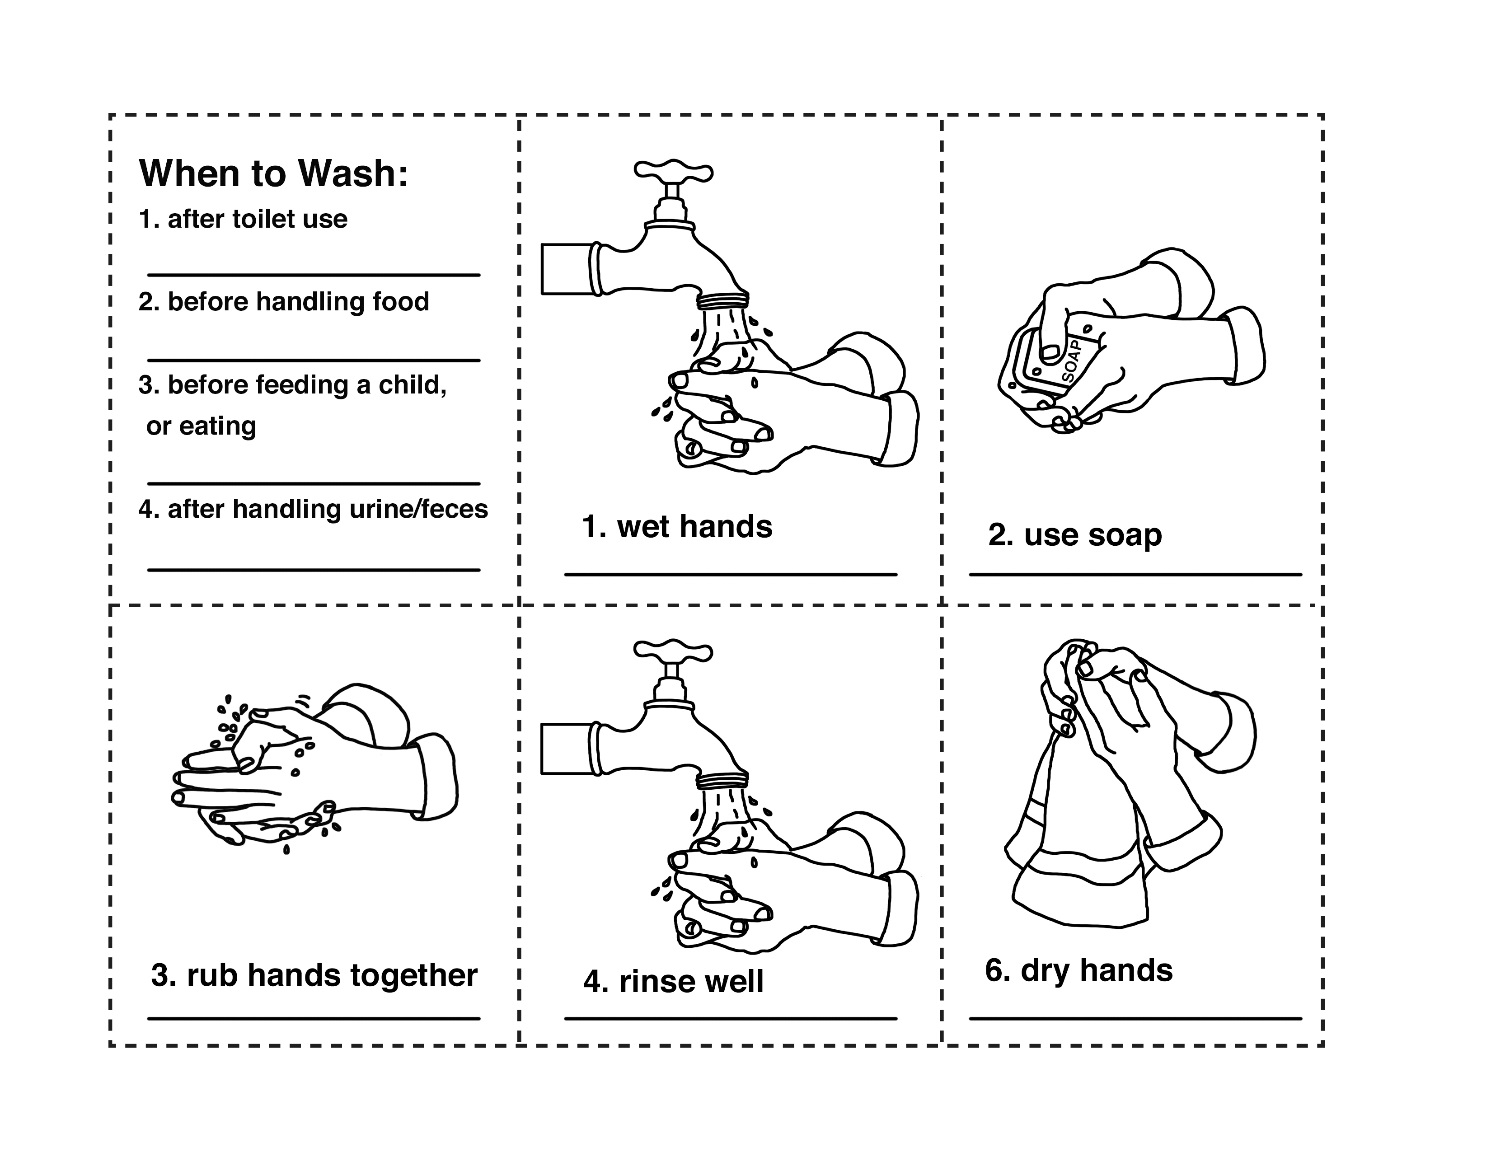 When to Wash:
1. after toilet use
2. before handling food
3. before feeding a child,
or eating
4. after handling urine/feces
1. wet hands
SOAP
2. use soap
3. rub hands together
4. rinse well
6. dry hands